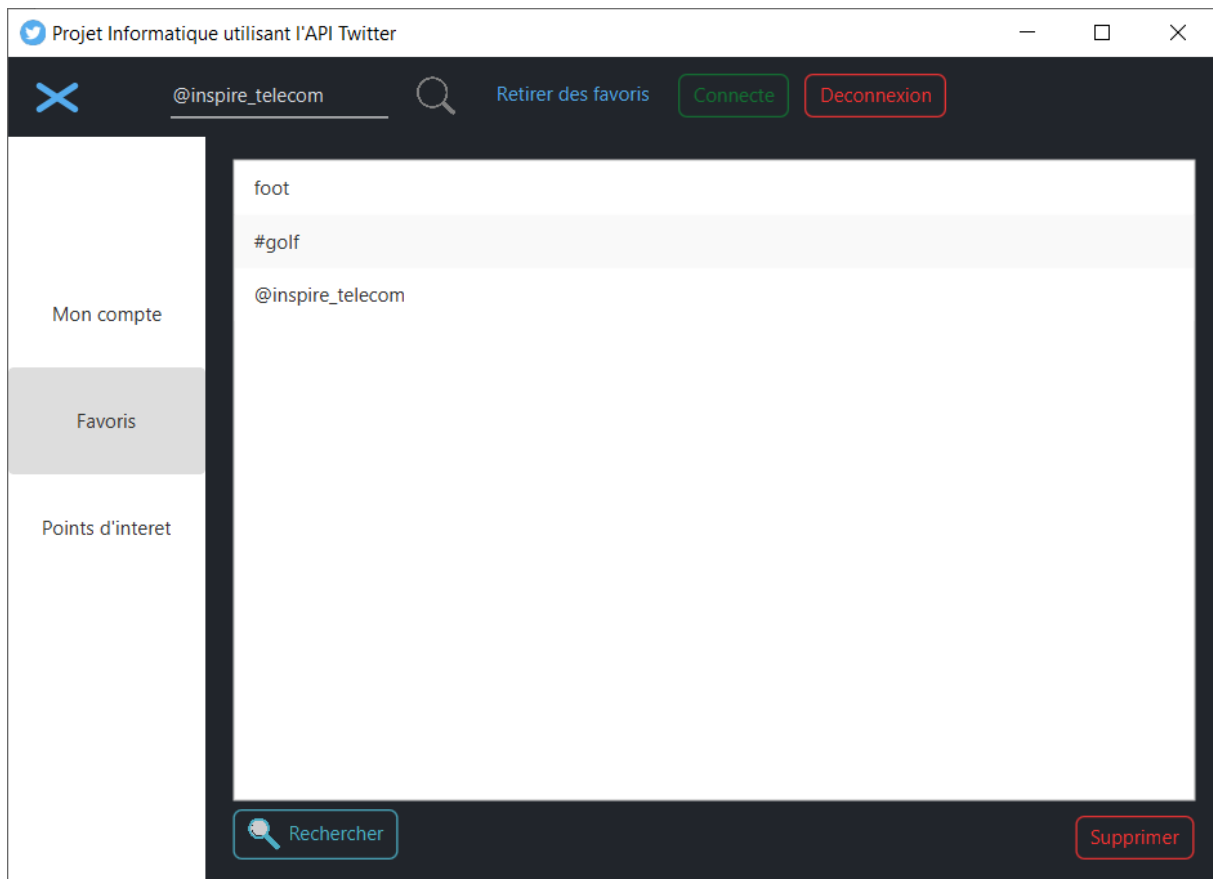 Projet Informatique utilisant l'API Twitter
@inspire_telecom Retirer des favoris Connecte Deconnexion
foot
#golf
@inspire_telecom
Mon compte
Favoris
Points d'interet
Rechercher Supprimer